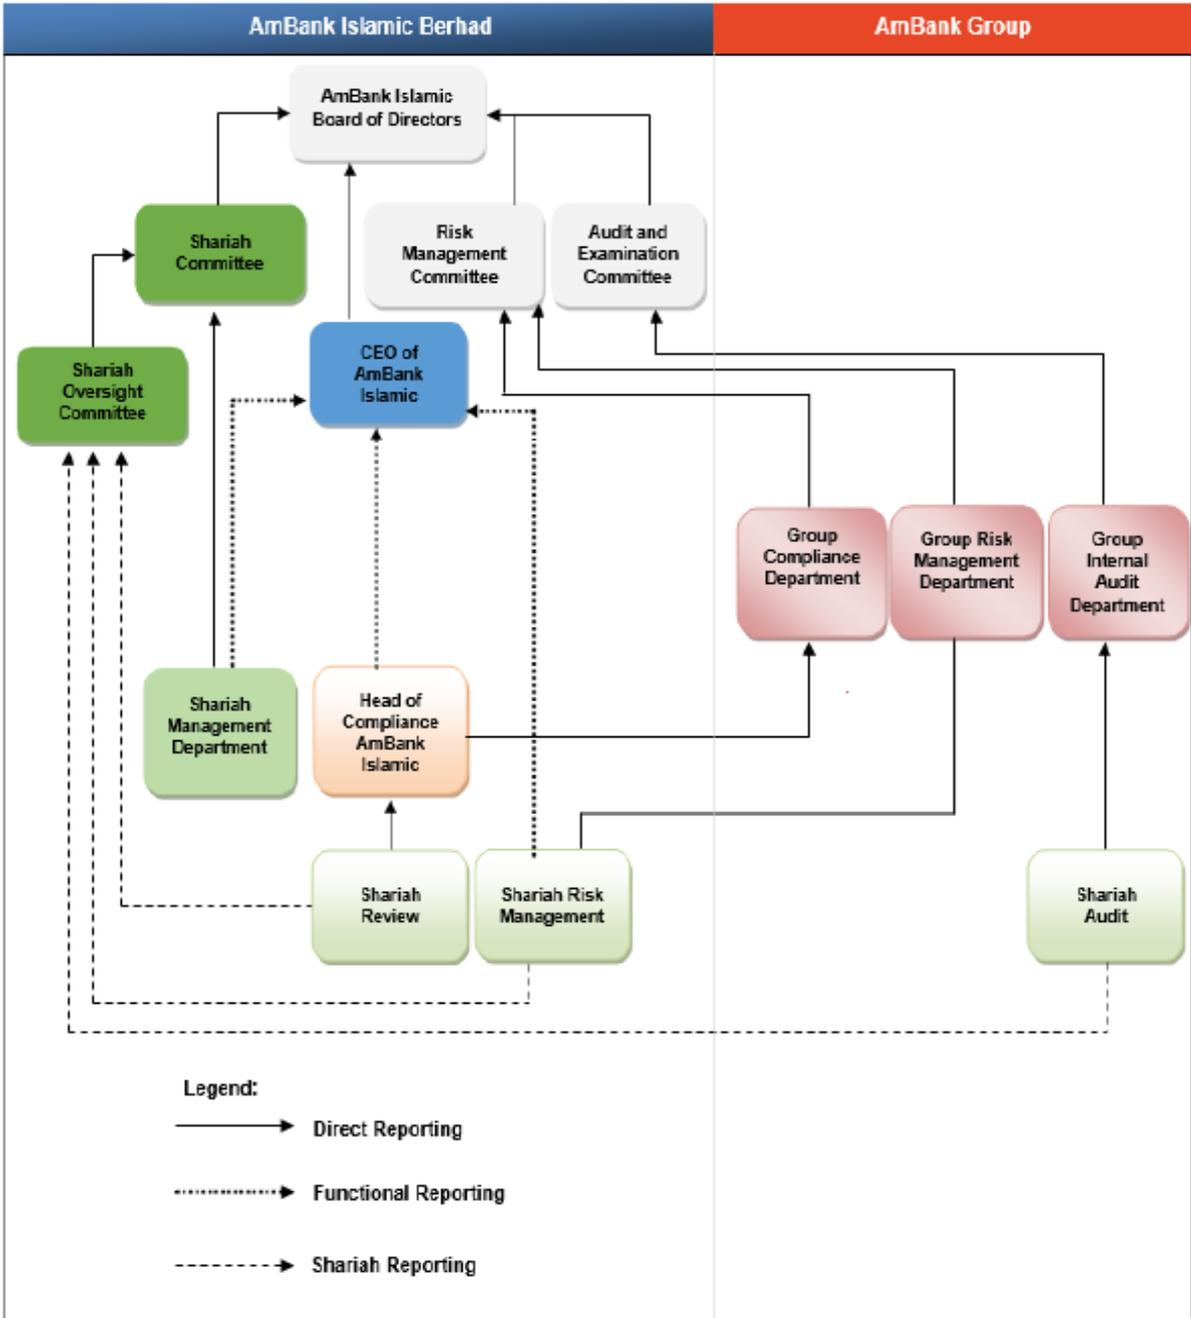 AmBank Islamic Berhad
AmBank Group
AmBank Islamic
Board of Directors
Shariah
Committee
Risk
Management
Committee
Audit and
Examination
Committee
Shariah
Oversight
Committee
CEO of
AmBank
Islamic
Group
Compliance
Department
Group Risk
Management
Department
Group
Internal
Audit
Department
Shariah
Management
Department
Head of
Compliance
AmBank
Islamic
Shariah
Review
Shariah Risk
Management
Shariah
Audit
Legend:
Direct Reporting
Functional Reporting
Shariah Reporting